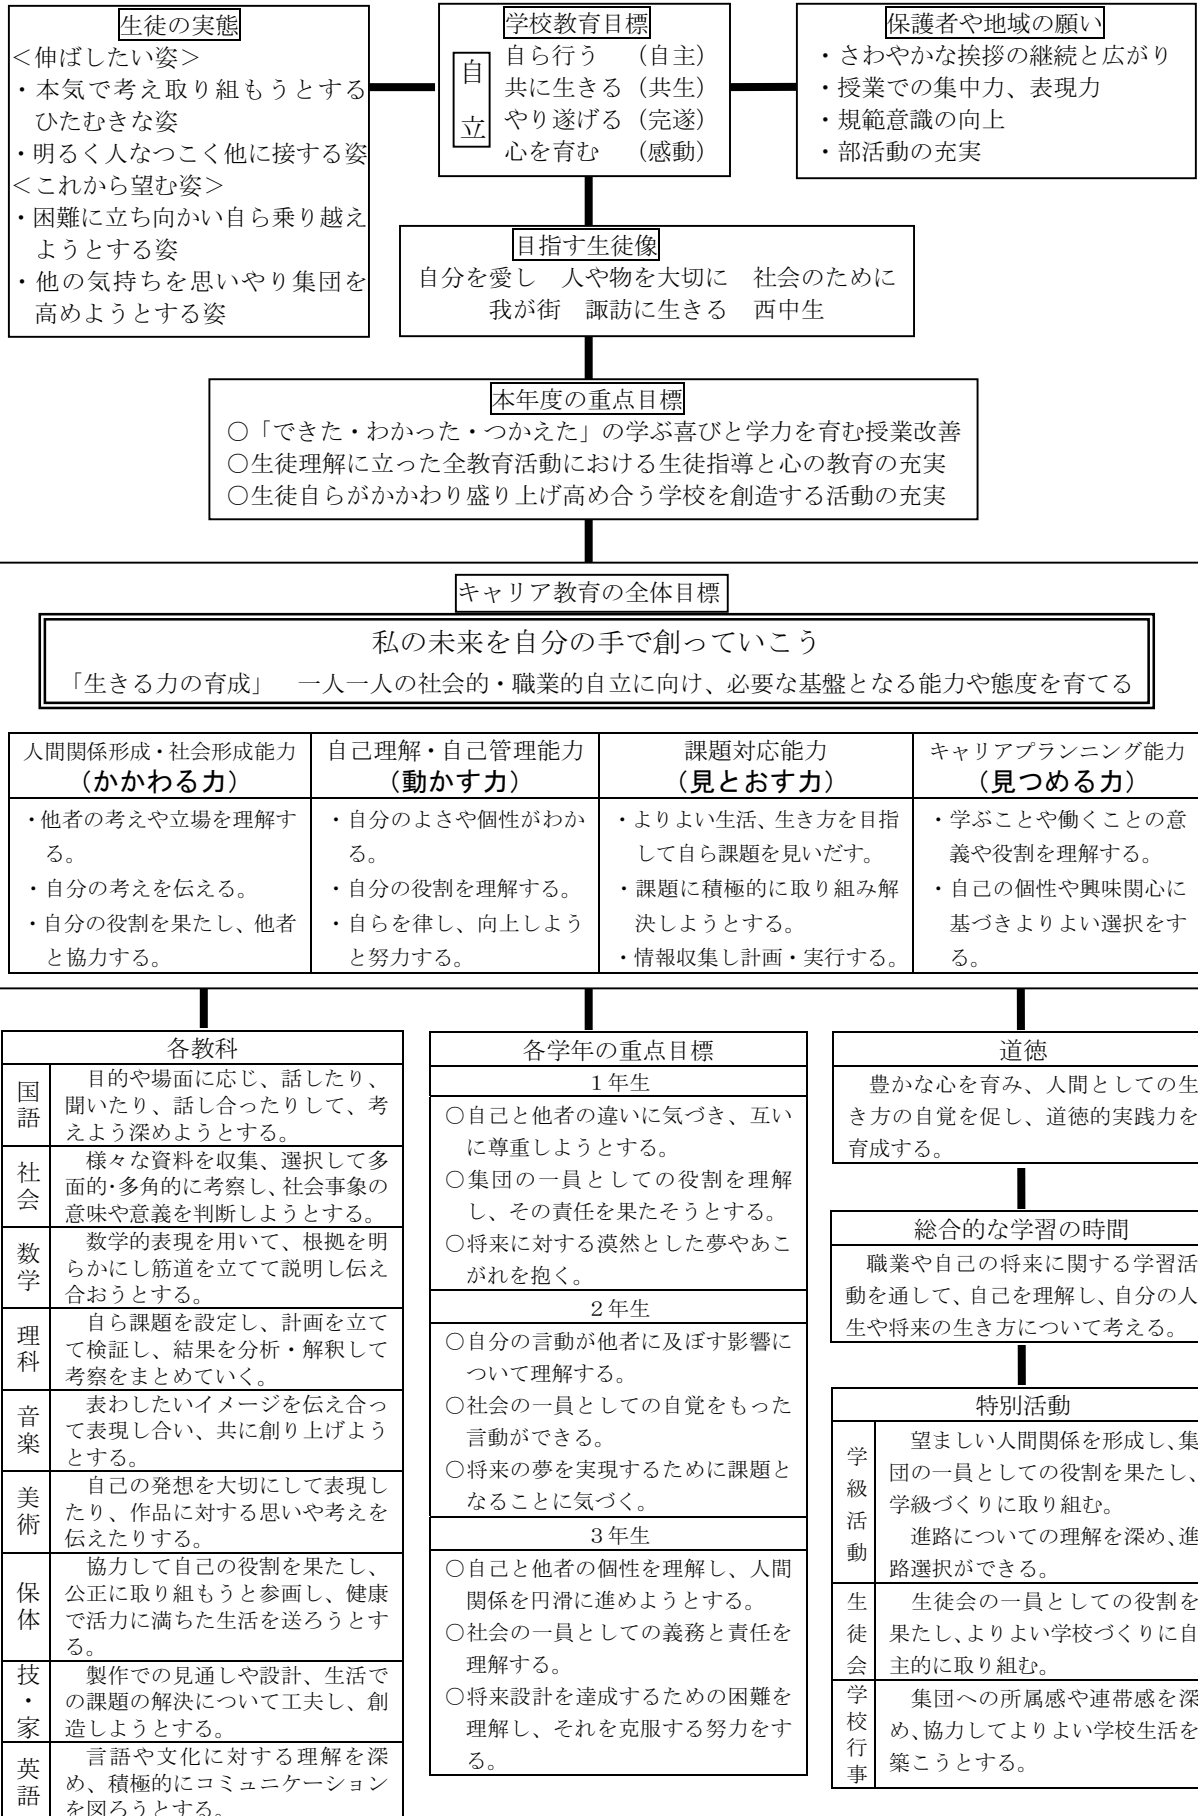 生徒の実態
＜伸ばしたい姿＞
・本気で考え取り組もうとする
ひたむきな姿
・明るく人なつこく他に接する姿
＜これから望む姿＞
・困難に立ち向かい自ら乗り越え
ようとする姿
・他の気持ちを思いやり集団を
高めようとする姿
学校教育目標
自立
自ら行う　（自主）
共に生きる（共生）
やり遂げる（完遂）
心を育む　（感動）
保護者や地域の願い
・さわやかな挨拶の継続と広がり
・授業での集中力、表現力
・規範意識の向上
・部活動の充実
目指す生徒像
自分を愛し　人や物を大切に　社会のために
我が街　諏訪に生きる　西中生
本年度の重点目標
○「できた・わかった・つかえた」の学ぶ喜びと学力を育む授業改善
○生徒理解に立った全教育活動における生徒指導と心の教育の充実
○生徒自らがかかわり盛り上げ高め合う学校を創造する活動の充実
キャリア教育の全体目標
私の未来を自分の手で創っていこう
「生きる力の育成」　一人一人の社会的・職業的自立に向け、必要な基盤となる能力や態度を育てる
人間関係形成・社会形成能力
（かかわる力）
・他者の考えや立場を理解す
る。
・自分の考えを伝える。
・自分の役割を果たし、他者
と協力する。
自己理解・自己管理能力
（動かす力）
・自分のよさや個性がわか
る。
・自分の役割を理解する。
・自らを律し、向上しよう
と努力する。
課題対応能力
（見とおす力）
・よりよい生活、生き方を目指
して自ら課題を見いだす。
・課題に積極的に取り組み解
決しようとする。
・情報収集し計画・実行する。
キャリアプランニング能力
（見つめる力）
・学ぶことや働くことの意
義や役割を理解する。
・自己の個性や興味関心に
基づきよりよい選択をす
る。
各教科
国語
目的や場面に応じ、話したり、
聞いたり、話し合ったりして、考
えよう深めようとする。
社会
様々な資料を収集、選択して多
面的・多角的に考察し、社会事象の
意味や意義を判断しようとする。
数学
数学的表現を用いて、根拠を明
らかにし筋道を立てて説明し伝え
合おうとする。
理科
自ら課題を設定し、計画を立て
て検証し、結果を分析・解釈して
考察をまとめていく。
音楽
表わしたいイメージを伝え合っ
て表現し合い、共に創り上げよう
とする。
美術
自己の発想を大切にして表現し
たり、作品に対する思いや考えを
伝えたりする。
保体
協力して自己の役割を果たし、
公正に取り組もうと参画し、健康
で活力に満ちた生活を送ろうとす
る。
技・家
製作での見通しや設計、生活で
の課題の解決について工夫し、創
造しようとする。
英語
言語や文化に対する理解を深
め、積極的にコミュニケーション
を図ろうとする。
各学年の重点目標
１年生
○自己と他者の違いに気づき、互い
に尊重しようとする。
○集団の一員としての役割を理解
し、その責任を果たそうとする。
○将来に対する漠然とした夢やあこ
がれを抱く。
２年生
○自分の言動が他者に及ぼす影響に
ついて理解する。
○社会の一員としての自覚をもった
言動ができる。
○将来の夢を実現するために課題と
なることに気づく。
３年生
○自己と他者の個性を理解し、人間
関係を円滑に進めようとする。
○社会の一員としての義務と責任を
理解する。
○将来設計を達成するための困難を
理解し、それを克服する努力をす
る。
道徳
豊かな心を育み、人間としての生
き方の自覚を促し、道徳的実践力を
育成する。
総合的な学習の時間
職業や自己の将来に関する学習活
動を通して、自己を理解し、自分の人
生や将来の生き方について考える。
特別活動
学級活動
望ましい人間関係を形成し、集
団の一員としての役割を果たし、
学級づくりに取り組む。
進路についての理解を深め、進
路選択ができる。
生徒会
生徒会の一員としての役割を
果たし、よりよい学校づくりに自
主的に取り組む。
学校行事
集団への所属感や連帯感を深
め、協力してよりよい学校生活を
築こうとする。